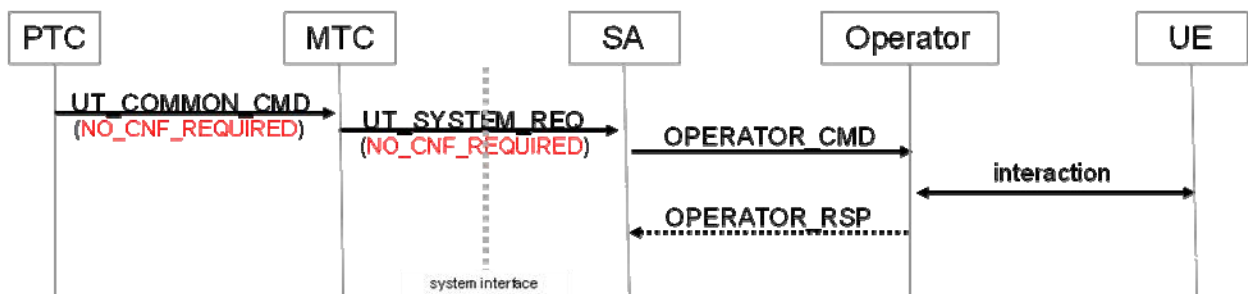 PTC MTC SA Operator UE
UT_COMMON_CMD
(NO_CNF_REQUIRED)
UT_SYSTEM_REQ
(NO_CNF_REQUIRED)
OPERATOR_CMD
interaction
OPERATOR_RSP
system interface